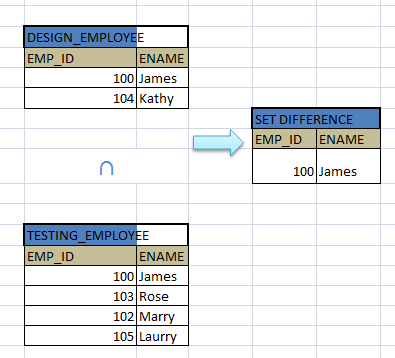 DESIGN_EMPLOYEE
EMP_ID ENAME
100 James
104 Kathy
∩
SET DIFFERENCE
EMP_ID ENAME
100 James
TESTING_EMPLOYEE
EMP_ID ENAME
100 James
103 Rose
102 Marry
105 Laurry